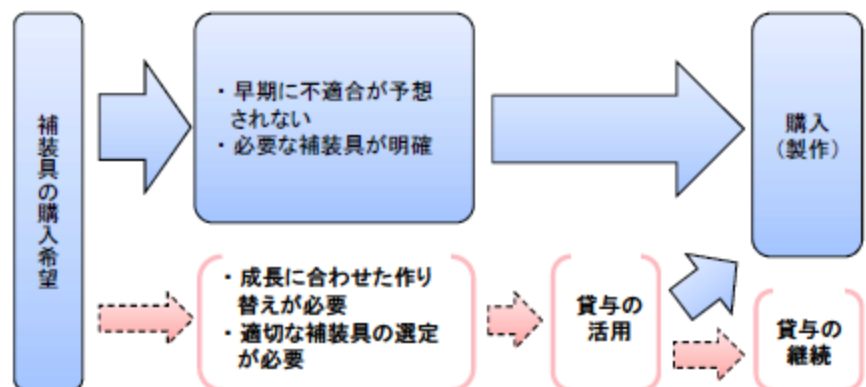 補装具の購入希望
・早期に不適合が予想
されない
・必要な補装具が明確
購入
(製作)
・成長に合わせた作り
替えが必要
・適切な補装具の選定
が必要
貸与の
活用
貸与の
継続